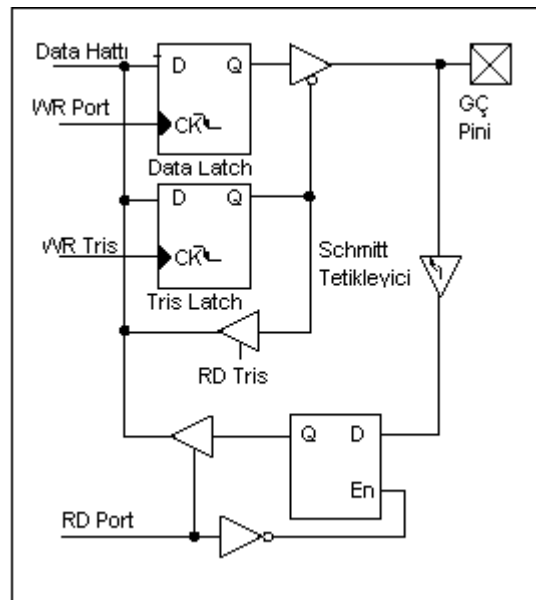 Data Hattı
D
Q
WR Port
CK
GÇ
Pini
Data Latch
D
Q
WR Tris
CK
Schmitt
Tetikleyici
Tris Latch
RD Tris
Q
D
En
RD Port